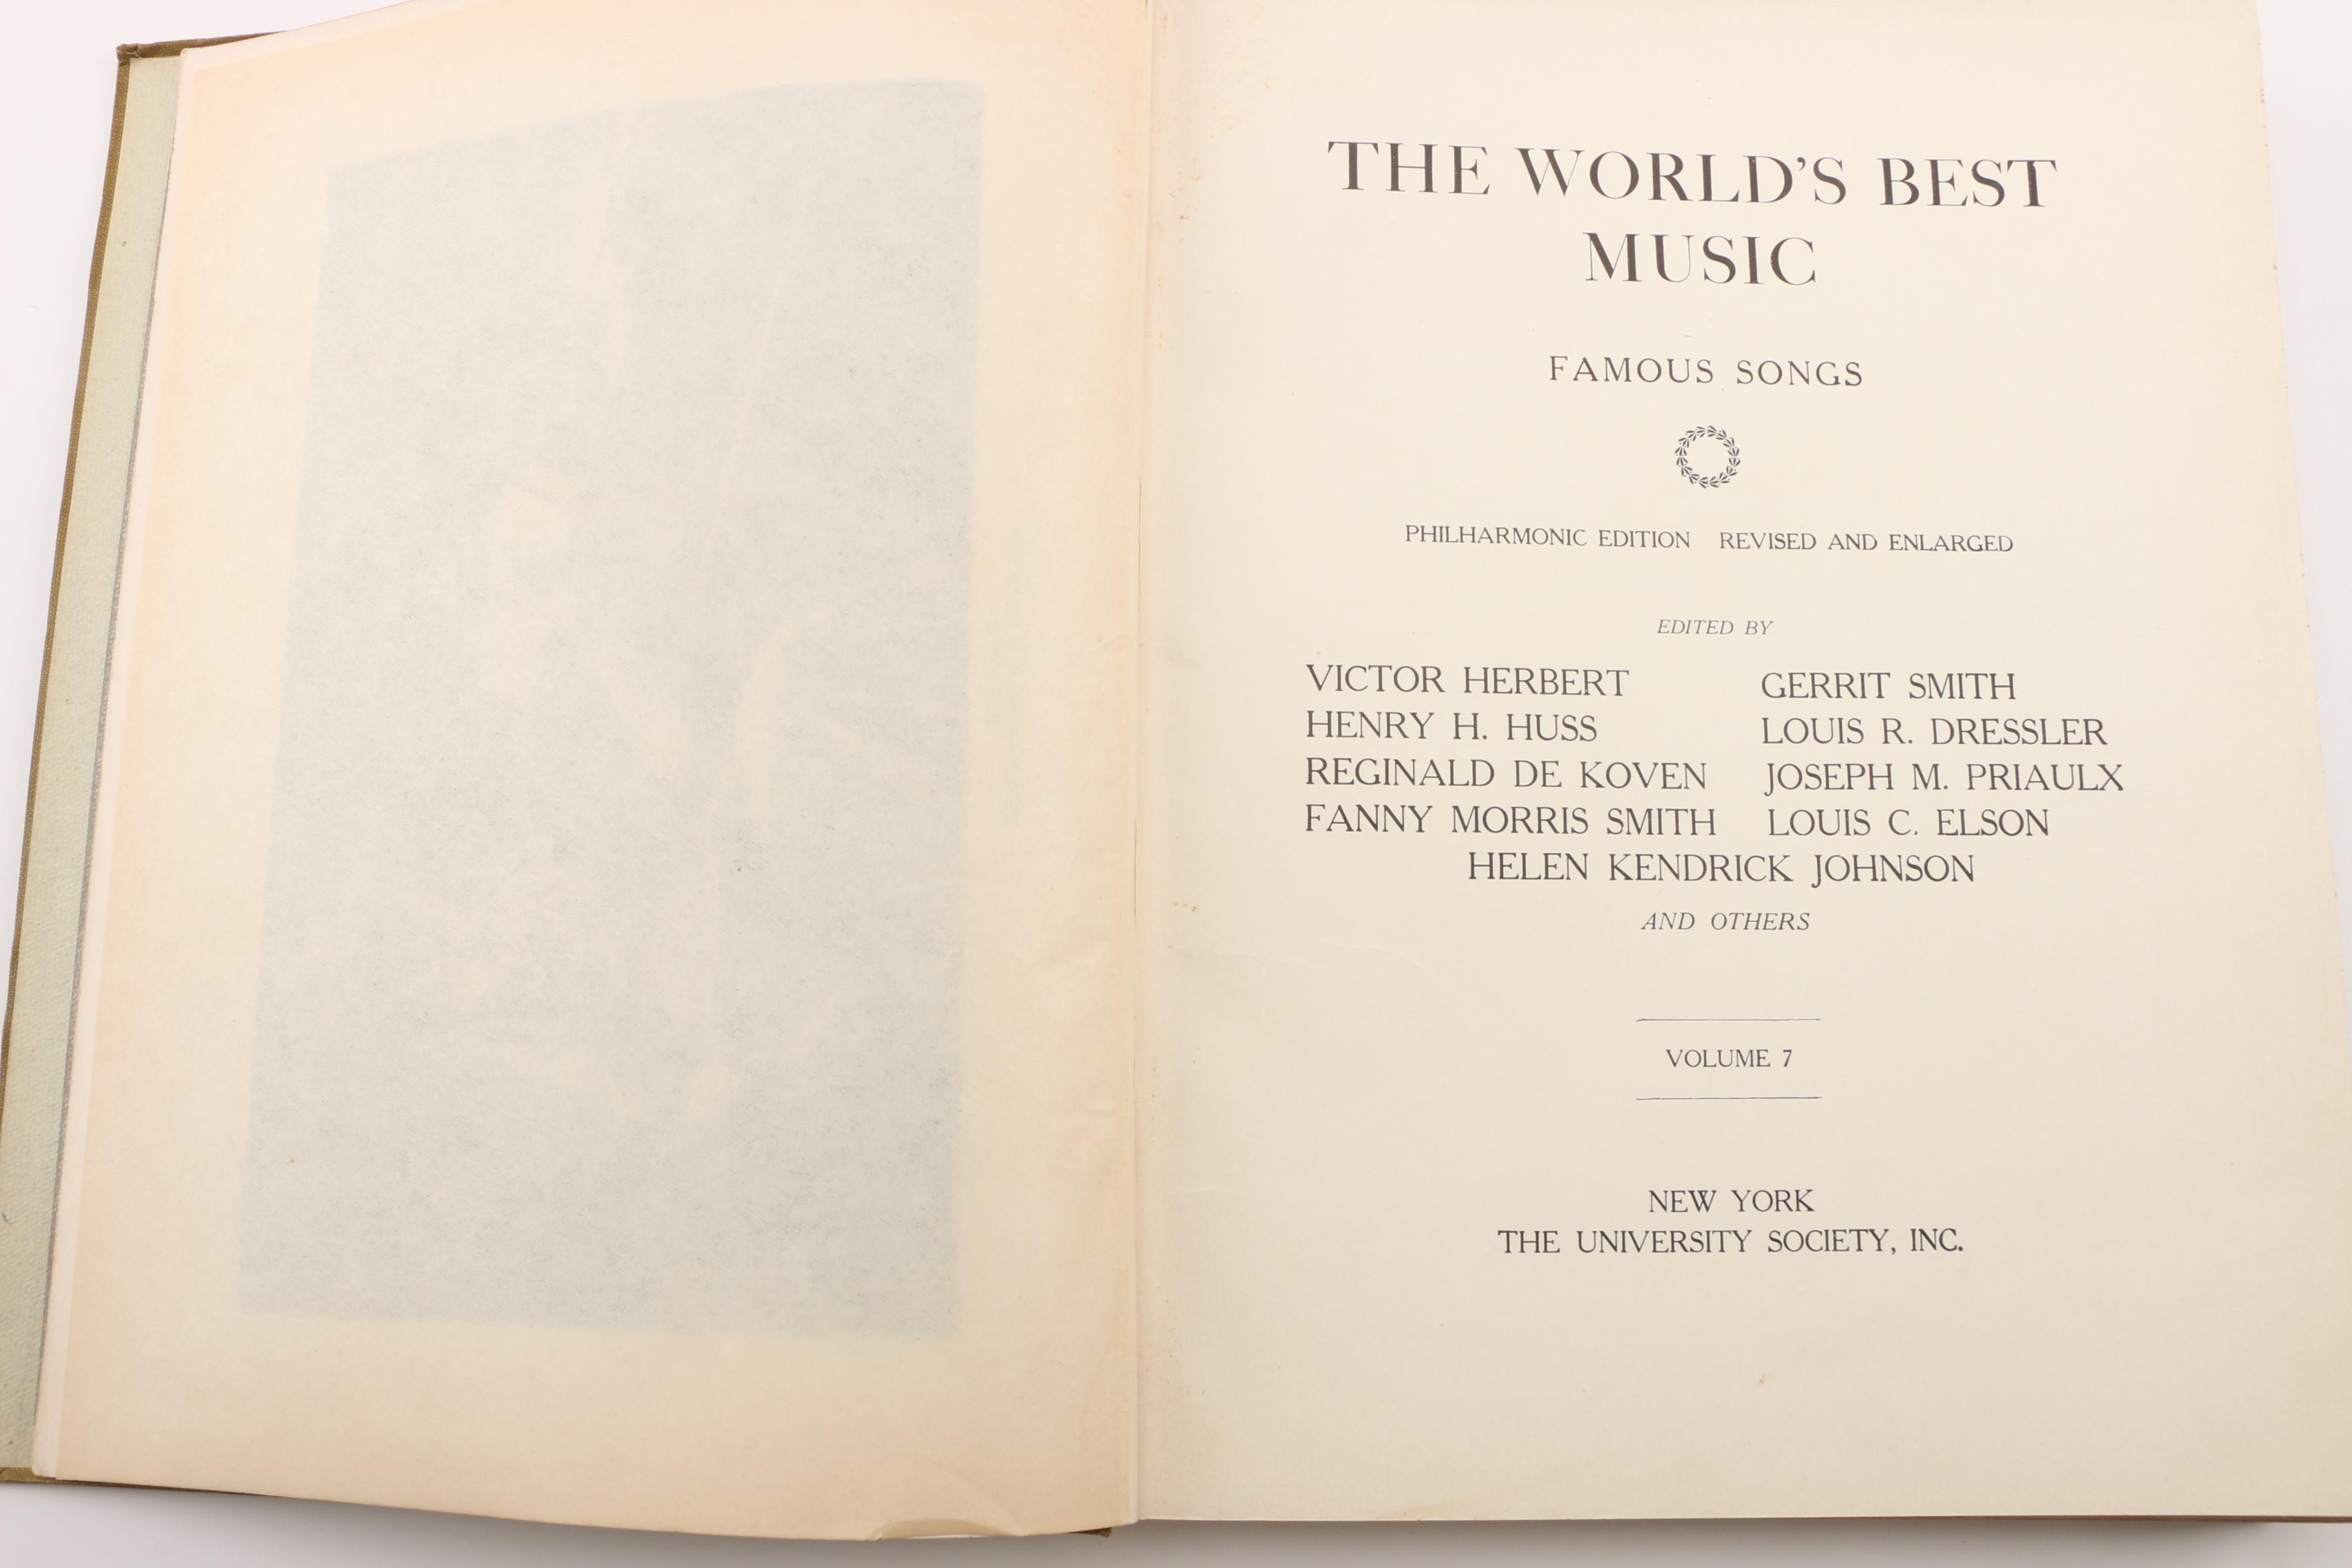 THE WORLD'S BEST
MUSIC
FAMOUS SONGS
PHILHARMONIC EDITION REVISED AND ENLARGED
EDITED BY
VICTOR HERBERT GERRIT SMITH
HENRY H. HUSS LOUIS R. DRESSLER
REGINALD DE KOVEN JOSEPH M. PRIAULX
FANNY MORRIS SMITH LOUIS C. ELSON
HELEN KENDRICK JOHNSON
AND OTHERS
VOLUME 7
NEW YORK
THE UNIVERSITY SOCIETY, INC.